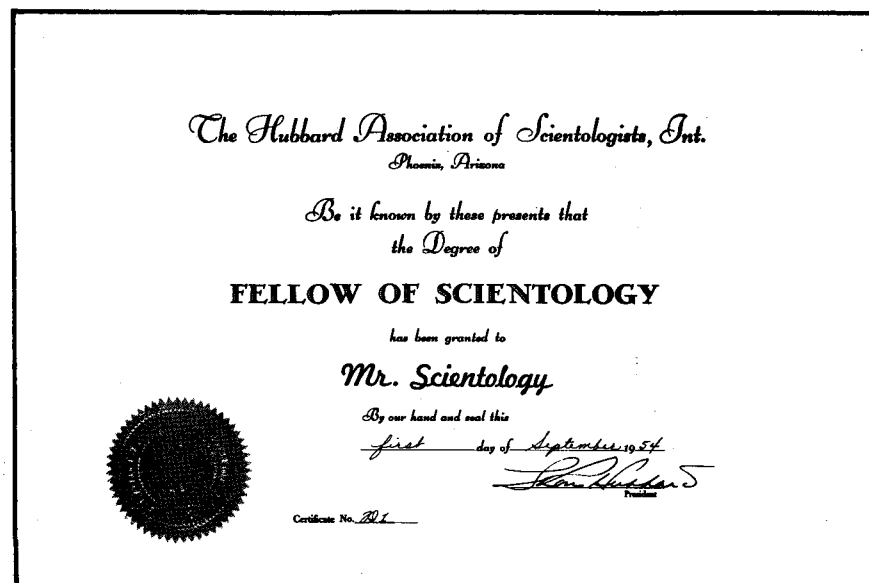 The Hubbard Association of Scientologists, Int.
Phoenix, Arizona
Be it known by these presents that
the Degree of
FELLOW OF SCIENTOLOGY
has been granted to
Mr. Scientology
By our hand and seal this
first day of September 1954
L Ron Hubbard
President
Certificate No.